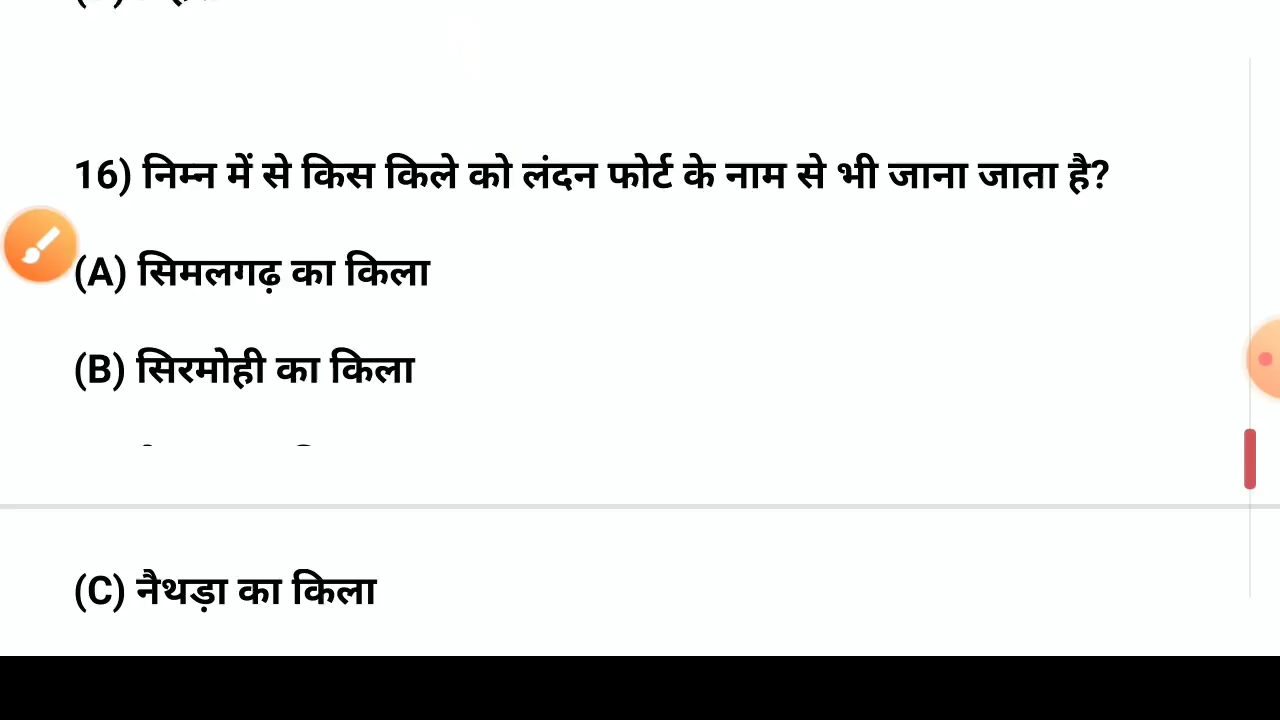 16) निम्न में से किस किले को लंदन फोर्ट के नाम से भी जाना जाता है?
(A) सिमलगढ़ का किला
(B) सिरमोही का किला
(C) नैथड़ा का किला